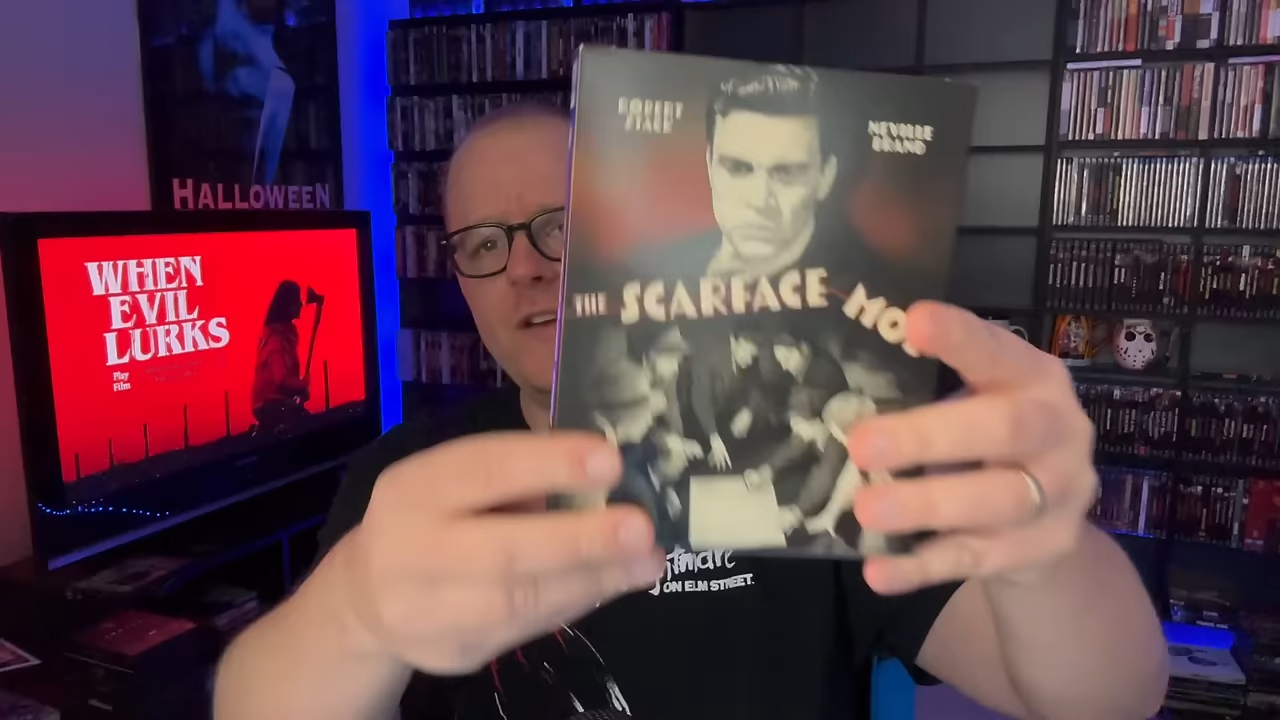 HALLOWEEN
WHEN
EVIL
LURKS
Play
Film
ROBERT
STACK
NEVILLE
BRAND
THE SCARFACE MO
ON ELM STREET.